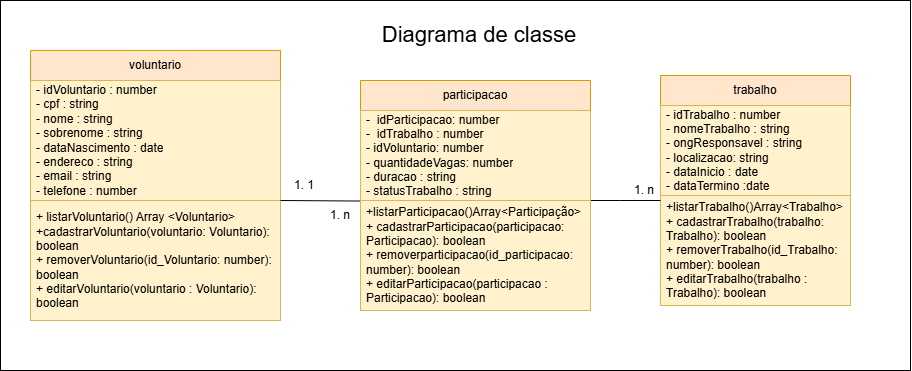 Diagrama de classe
voluntario
- idVoluntario : number
- cpf : string
- nome : string
- sobrenome : string
- dataNascimento : date
- endereco : string
- email : string
- telefone : number
+ listarVoluntario() Array <Voluntario>
+cadastrarVoluntario(voluntario: Voluntario):
boolean
+ removerVoluntario(id_Voluntario: number):
boolean
+ editarVoluntario(voluntario : Voluntario):
boolean
1. 1
1. n
participacao
- idParticipacao: number
- idTrabalho : number
- idVoluntario: number
- quantidadeVagas: number
- duracao : string
- statusTrabalho : string
+listarParticipacao()Array<Participação>
+ cadastrarParticipacao(participacao:
Participacao): boolean
+ removerparticipacao(id_participacao:
number): boolean
+ editarParticipacao(participacao :
Participacao): boolean
1. n
trabalho
- idTrabalho : number
- nomeTrabalho : string
- ongResponsavel : string
- localizacao: string
- dataInicio : date
- dataTermino :date
+listarTrabalho()Array<Trabalho>
+ cadastrarTrabalho(trabalho:
Trabalho): boolean
+ removerTrabalho(id_Trabalho:
number): boolean
+ editarTrabalho(trabalho :
Trabalho): boolean